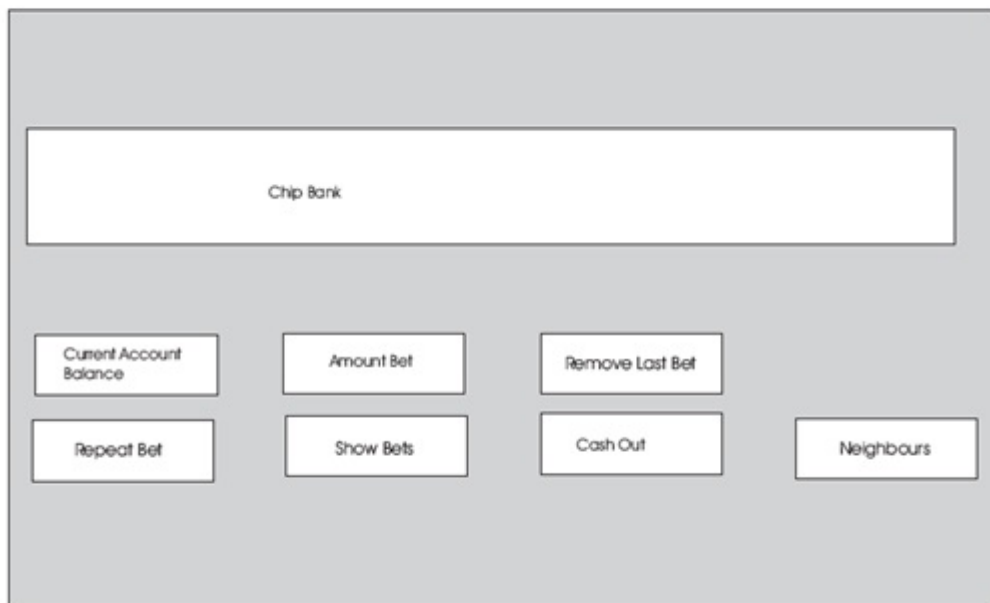 Chip Bank
Current Account
Balance
Amount Bet
Remove Last Bet
Repeat Bet
Show Bets
Cash Out
Neighbours